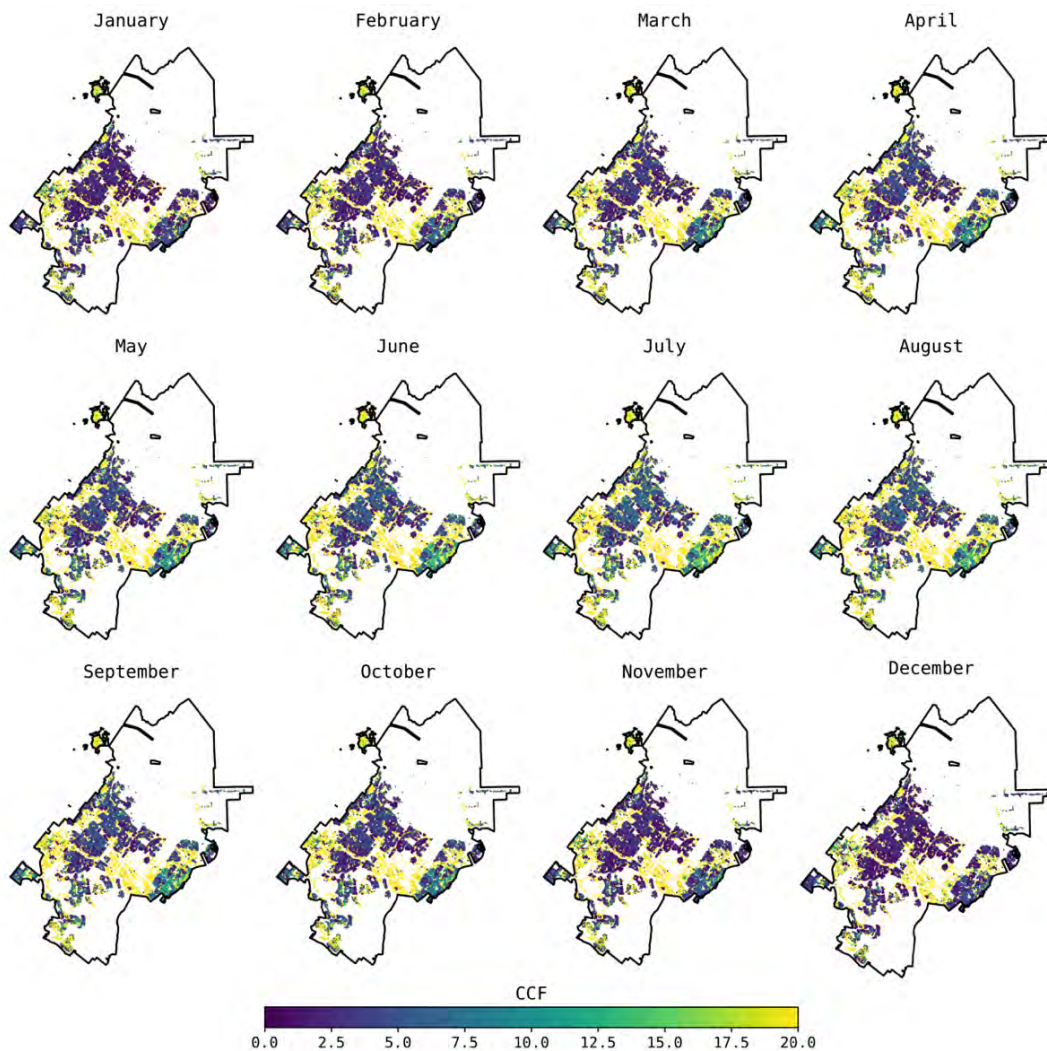 January February March April
May June July August
September October November December
CCF
0.0 2.5 5.0 7.5 10.0 12.5 15.0 17.5 20.0